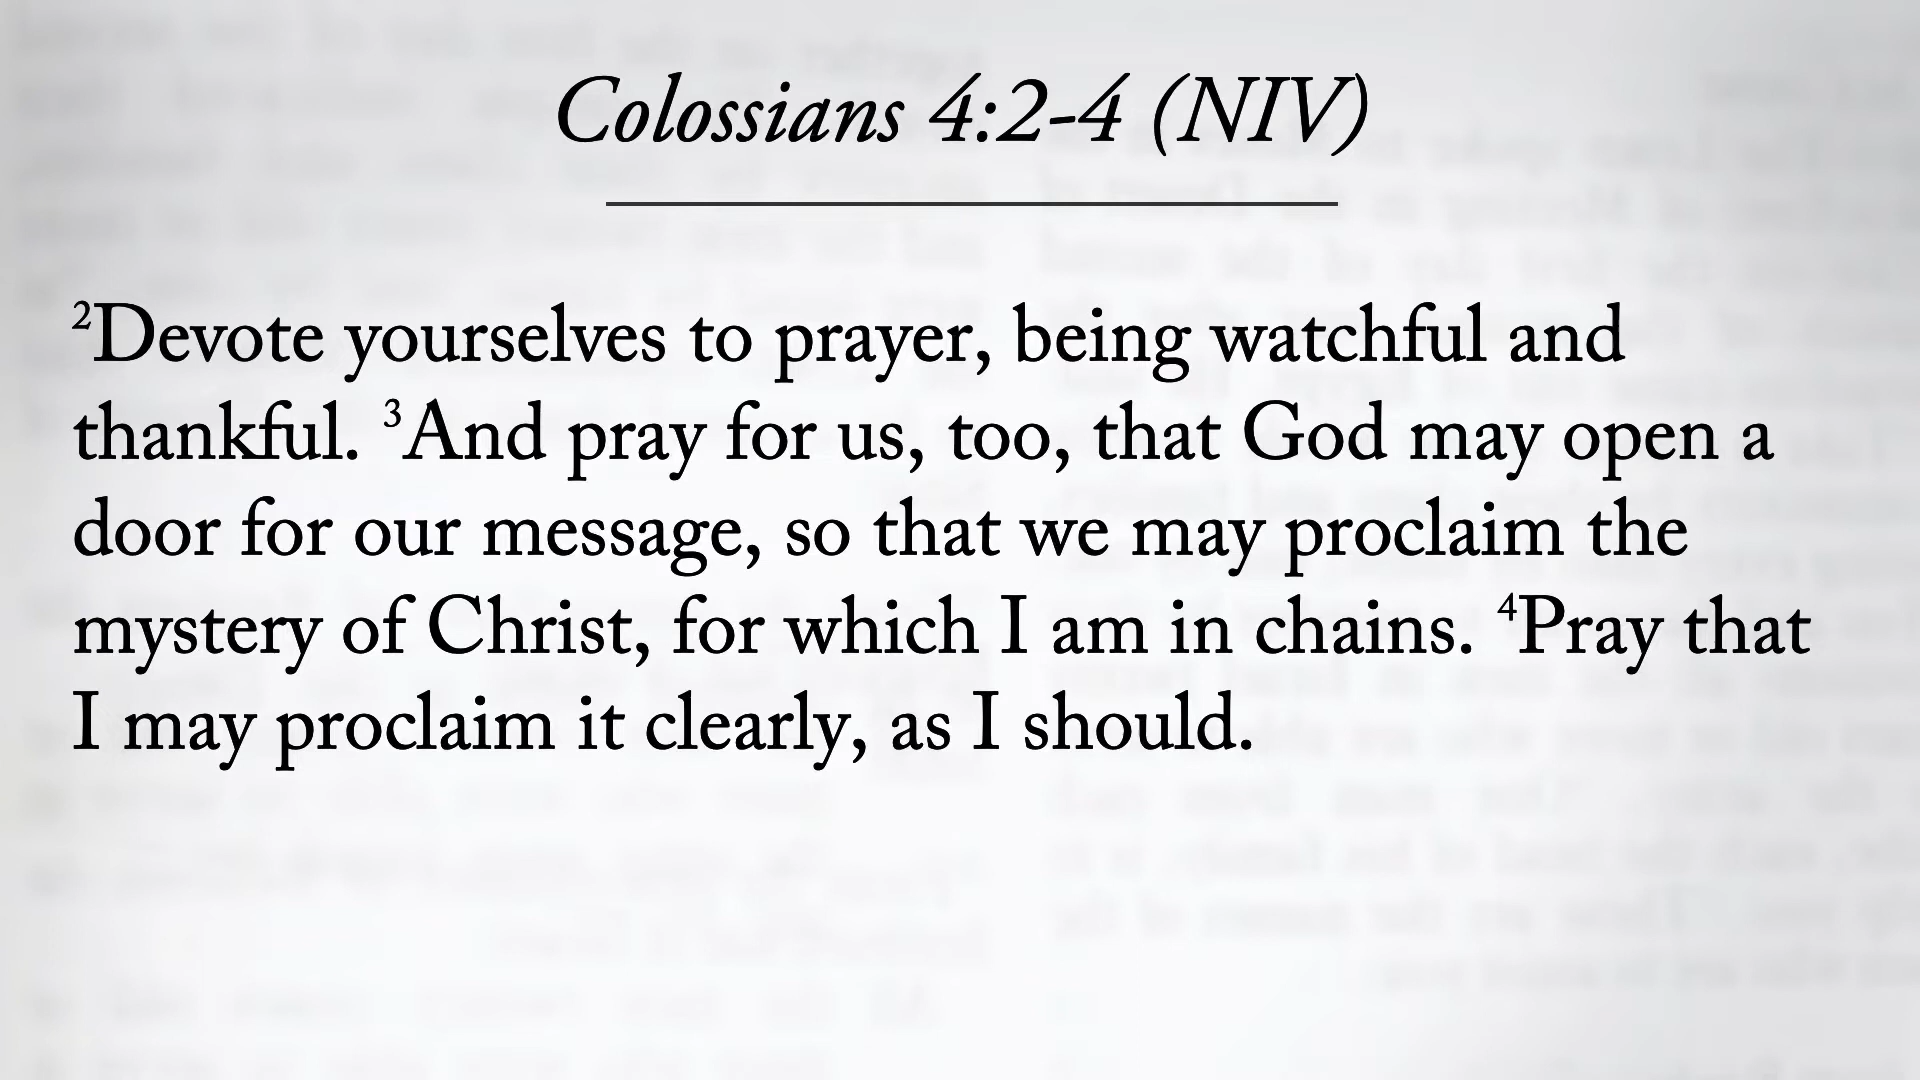 Colossians 4:2-4 (NIV)
²Devote yourselves to prayer, being watchful and
thankful. ³And pray for us, too, that God may open a
door for our message, so that we may proclaim the
mystery of Christ, for which I am in chains. ⁴Pray that
I may proclaim it clearly, as I should.